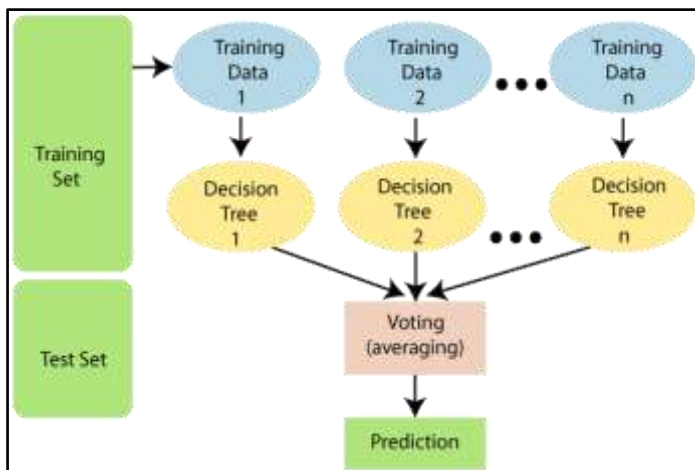 Training
Set
Test Set
Training
Data
1
Training
Data
2
Training
Data
n
Decision
Tree
1
Decision
Tree
2
Decision
Tree
n
Voting
(averaging)
Prediction